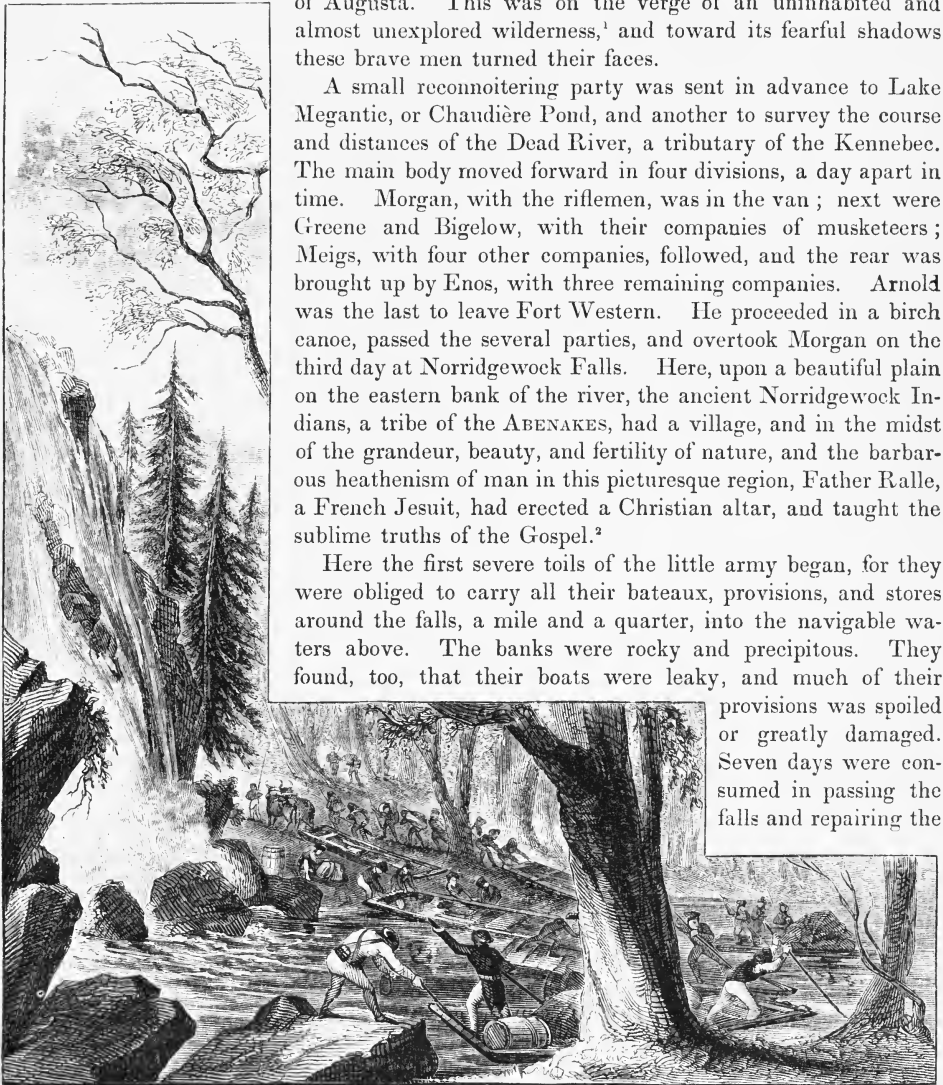 of Augusta. This was on the verge of an uninhabited and
almost unexplored wilderness,¹ and toward its fearful shadows
these brave men turned their faces.
A small reconnoitering party was sent in advance to Lake
Megantic, or Chaudière Pond, and another to survey the course
and distances of the Dead River, a tributary of the Kennebec.
The main body moved forward in four divisions, a day apart in
time. Morgan, with the riflemen, was in the van ; next were
Greene and Bigelow, with their companies of musketeers ;
Meigs, with four other companies, followed, and the rear was
brought up by Enos, with three remaining companies. Arnold
was the last to leave Fort Western. He proceeded in a birch
canoe, passed the several parties, and overtook Morgan on the
third day at Norridgewock Falls. Here, upon a beautiful plain
on the eastern bank of the river, the ancient Norridgewock In-
dians, a tribe of the ABENAKES, had a village, and in the midst
of the grandeur, beauty, and fertility of nature, and the barbar-
ous heathenism of man in this picturesque region, Father Ralle,
a French Jesuit, had erected a Christian altar, and taught the
sublime truths of the Gospel.²
Here the first severe toils of the little army began, for they
were obliged to carry all their bateaux, provisions, and stores
around the falls, a mile and a quarter, into the navigable wa-
ters above. The banks were rocky and precipitous. They
found, too, that their boats were leaky, and much of their
provisions was spoiled
or greatly damaged.
Seven days were con-
sumed in passing the
falls and repairing the